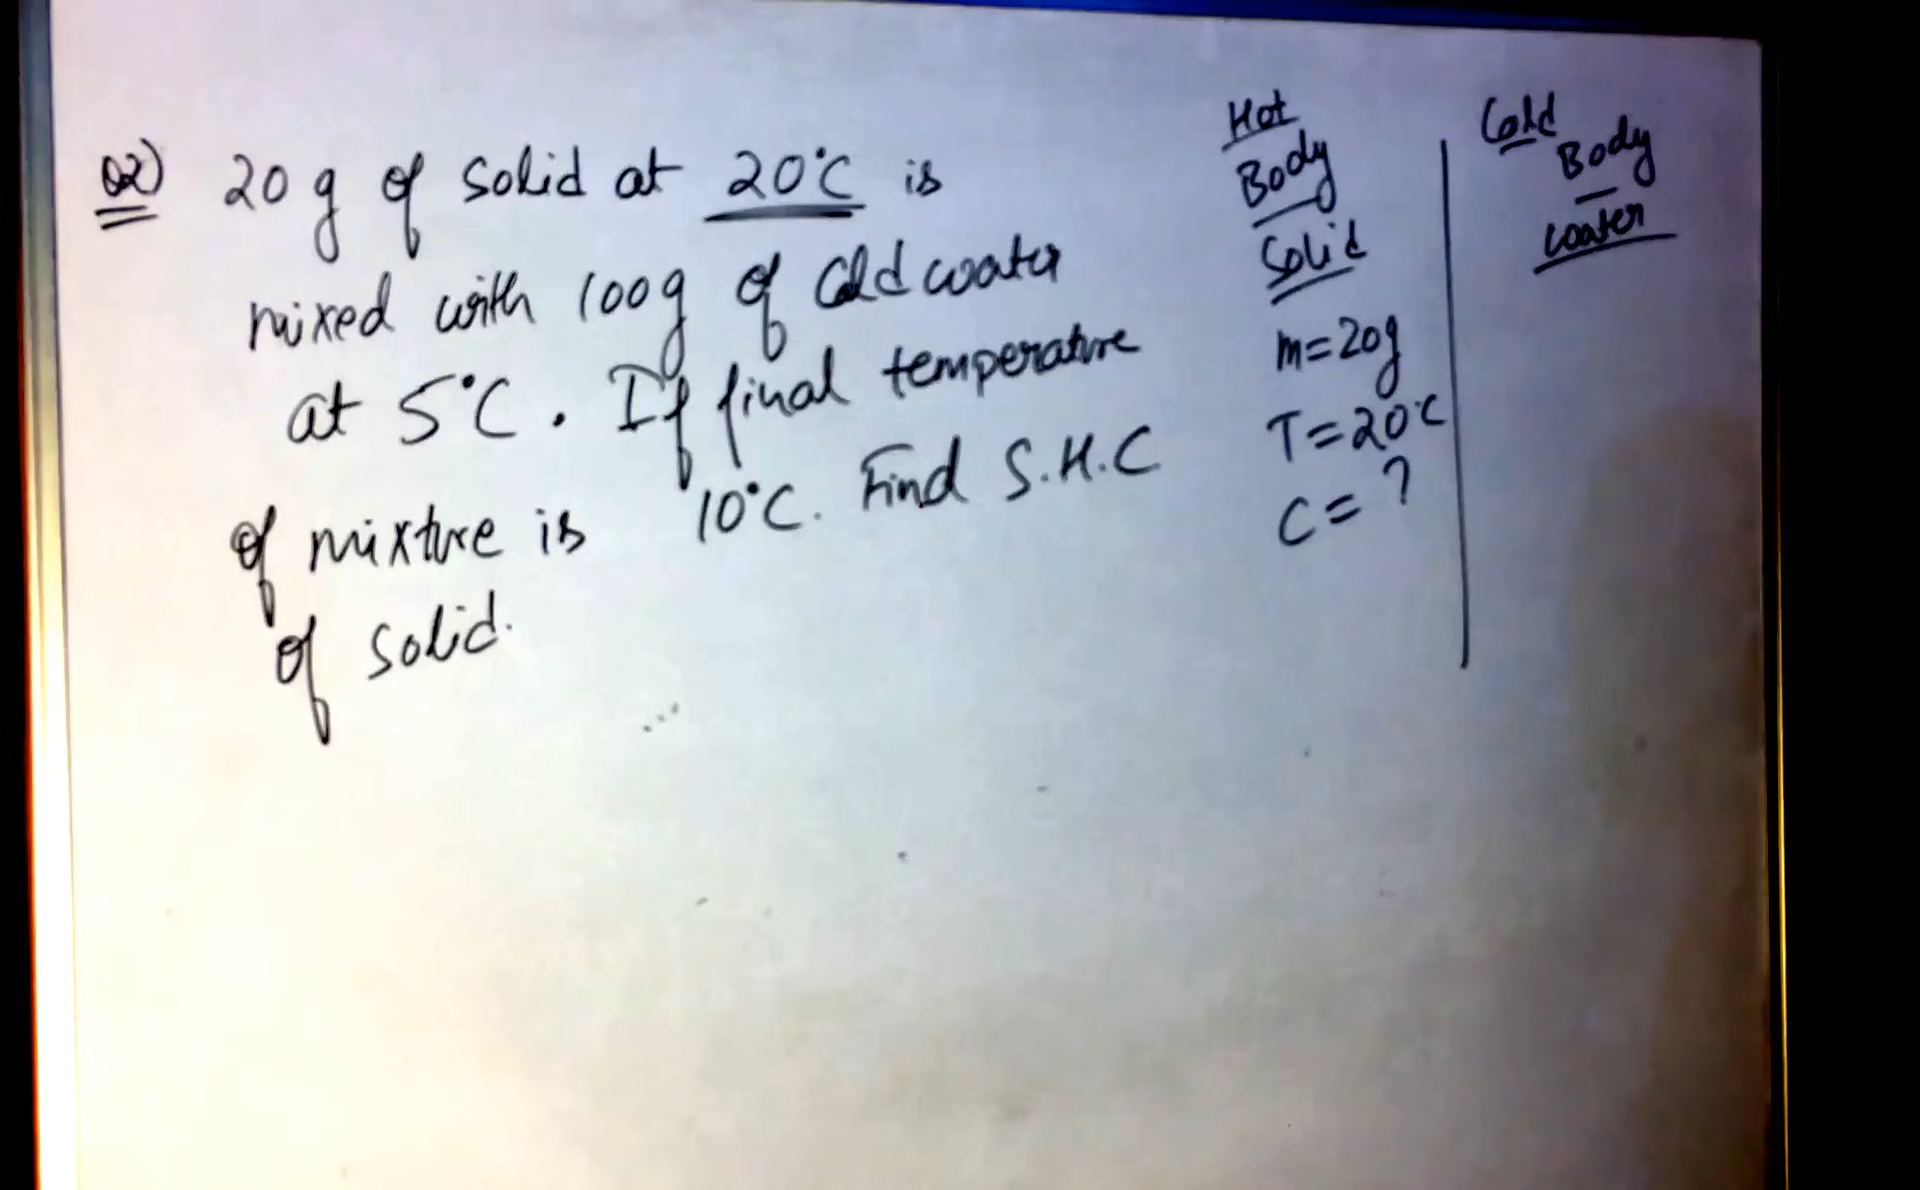 Q2) 20 g of solid at 20°C is
mixed with 100g of Cold water
at 5°C. If final temperature
of mixture is 10°C. Find S.H.C
of solid.
Hot
Body
Solid
m=20g
T=20°C
C=?
Cold
Body
water